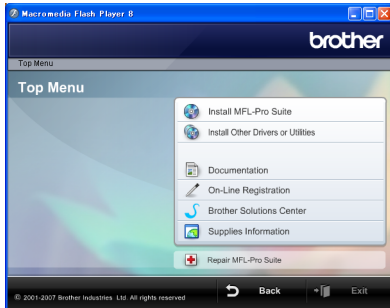 Macromedia Flash Player 8
brother
Top Menu
Top Menu
Install MFL-Pro Suite
Install Other Drivers or Utilities
Documentation
On-Line Registration
Brother Solutions Center
Supplies Information
Repair MFL-Pro Suite
© 2001-2007 Brother Industries Ltd. All rights reserved
Back
Exit